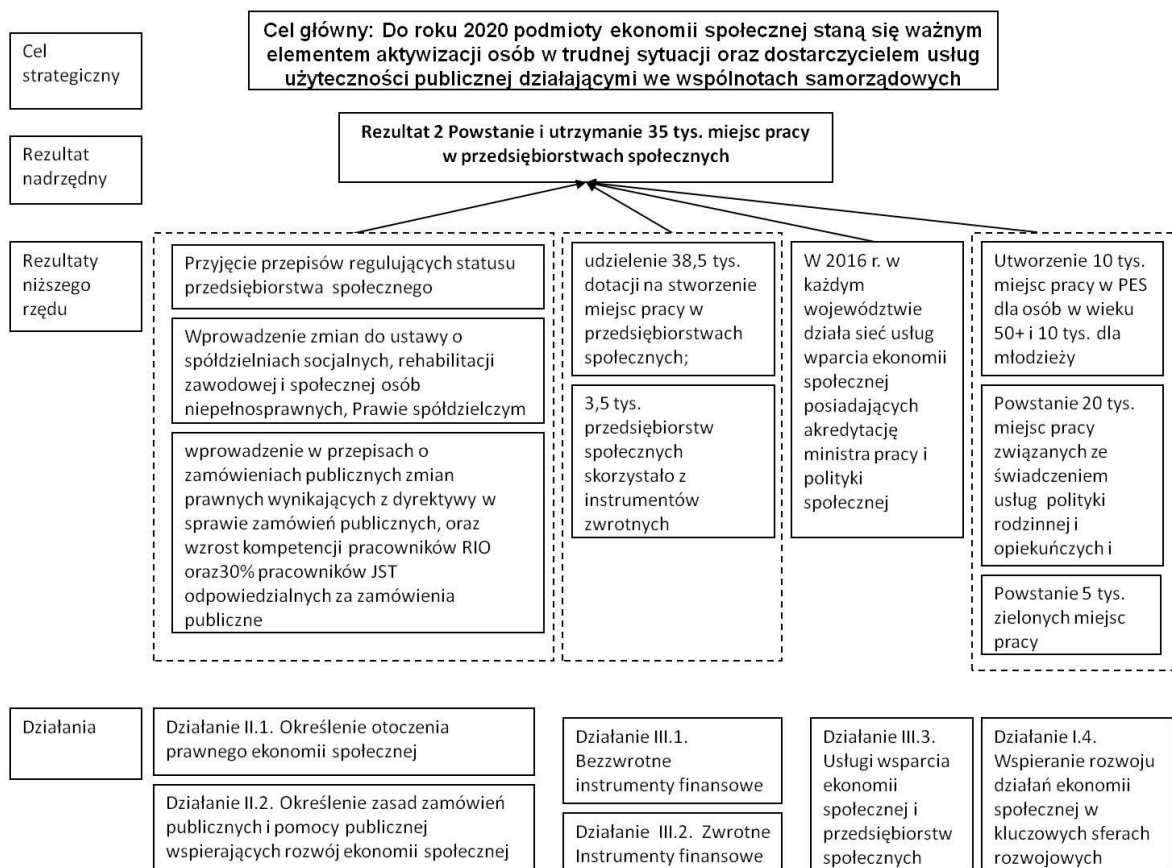 Cel
strategiczny
Cel główny: Do roku 2020 podmioty ekonomii społecznej staną się ważnym
elementem aktywizacji osób w trudnej sytuacji oraz dostarczycielem usług
użyteczności publicznej działającymi we wspólnotach samorządowych
Rezultat
nadrzędny
Rezultat 2 Powstanie i utrzymanie 35 tys. miejsc pracy
w przedsiębiorstwach społecznych
Rezultaty
niższego
rzędu
Przyjęcie przepisów regulujących statusu
przedsiębiorstwa społecznego
Wprowadzenie zmian do ustawy o
spółdzielniach socjalnych, rehabilitacji
zawodowej i społecznej osób
niepełnosprawnych, Prawie spółdzielczym
wprowadzenie w przepisach o
zamówieniach publicznych zmian
prawnych wynikających z dyrektywy w
sprawie zamówień publicznych, oraz
wzrost kompetencji pracowników RIO
oraz30% pracowników JST
odpowiedzialnych za zamówienia
publiczne
udzielenie 38,5 tys.
dotacji na stworzenie
miejsc pracy w
przedsiębiorstwach
społecznych;
3,5 tys.
przedsiębiorstw
społecznych
skorzystało z
instrumentów
zwrotnych
W 2016 r. w
każdym
województwie
działa sieć usług
wparcia ekonomii
społecznej
posiadających
akredytację
ministra pracy i
polityki
społecznej
Utworzenie 10 tys.
miejsc pracy w PES
dla osób w wieku
50+ i 10 tys. dla
młodzieży
Powstanie 20 tys.
miejsc pracy
związanych ze
świadczeniem
usług polityki
rodzinnej i
opiekuńczych i
Powstanie 5 tys.
zielonych miejsc
pracy
Działania
Działanie II.1. Określenie otoczenia
prawnego ekonomii społecznej
Działanie II.2. Określenie zasad zamówień
publicznych i pomocy publicznej
wspierających rozwój ekonomii społecznej
Działanie III.1.
Bezzwrotne
instrumenty finansowe
Działanie III.2. Zwrotne
Instrumenty finansowe
Działanie III.3.
Usługi wsparcia
ekonomii
społecznej i
przedsiębiorstw
społecznych
Działanie I.4.
Wspieranie rozwoju
działań ekonomii
społecznej w
kluczowych sferach
rozwojowych